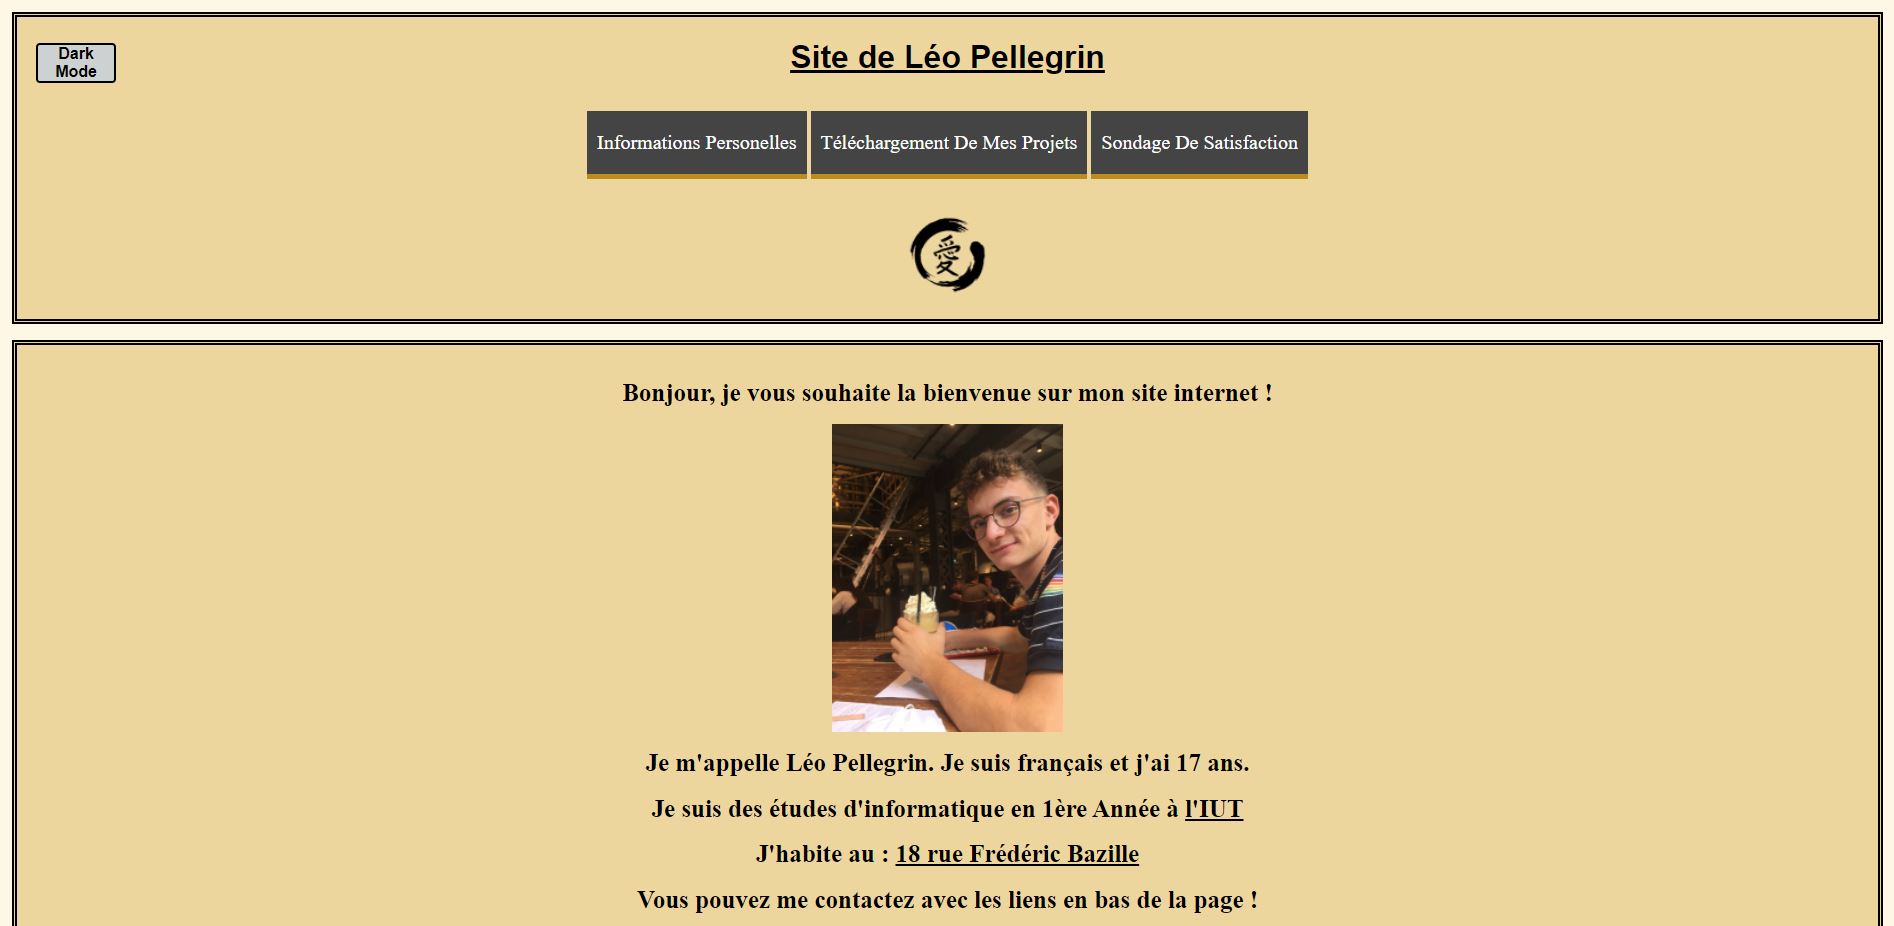 Dark
Mode
Site de Léo Pellegrin
Informations Personelles
Téléchargement De Mes Projets
Sondage De Satisfaction
愛
Bonjour, je vous souhaite la bienvenue sur mon site internet !
Je m'appelle Léo Pellegrin. Je suis français et j'ai 17 ans.
Je suis des études d'informatique en 1ère Année à l'IUT
J'habite au : 18 rue Frédéric Bazille
Vous pouvez me contactez avec les liens en bas de la page !